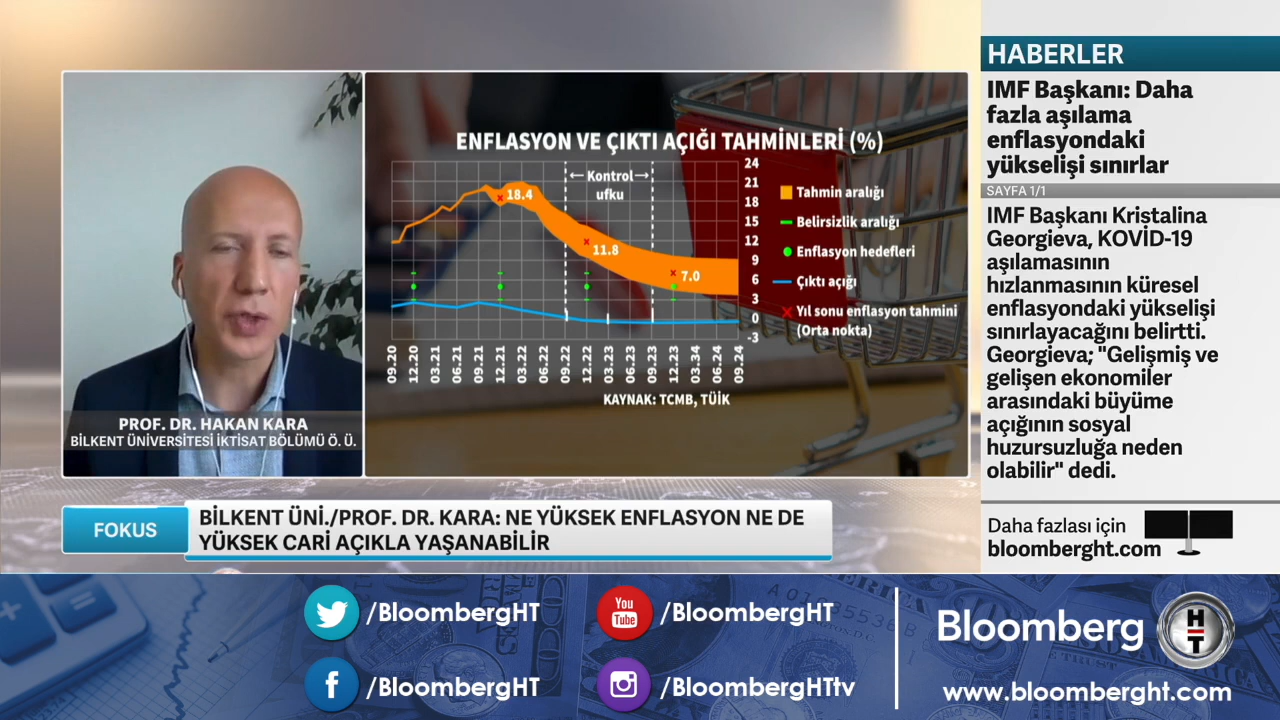 ENFLASYON VE ÇIKTI AÇIĞI TAHMİNLERİ (%)
←Kontrol→
ufku
18.4
11.8
7.0
24
21
18
15
12
9
6
3
0
-3
09.20
12.20
03.21
06.21
09.21
12.21
03.22
06.22
09.22
12.22
03.23
06.23
09.23
12.23
03.24
06.24
09.24
Tahmin aralığı
Belirsizlik aralığı
Enflasyon hedefleri
Çıktı açığı
Yıl sonu enflasyon tahmini
(Orta nokta)
KAYNAK: TCMB, TÜİK
PROF. DR. HAKAN KARA
BİLKENT ÜNİVERSİTESİ İKTİSAT BÖLÜMÜ Ö. Ü.
FOKUS
BİLKENT ÜNİ./PROF. DR. KARA: NE YÜKSEK ENFLASYON NE DE
YÜKSEK CARİ AÇIKLA YAŞANABİLİR
HABERLER
IMF Başkanı: Daha
fazla aşılama
enflasyondaki
yükselişi sınırlar
SAYFA 1/1
IMF Başkanı Kristalina
Georgieva, KOVİD-19
aşılamasının
hızlanmasının küresel
enflasyondaki yükselişi
sınırlayacağını belirtti.
Georgieva; "Gelişmiş ve
gelişen ekonomiler
arasındaki büyüme
açığının sosyal
huzursuzluğa neden
olabilir" dedi.
Daha fazlası için
bloomberght.com
/BloombergHT
You
Tube
/BloombergHT
/BloombergHT
/BloombergHTtv
Bloomberg
HT
www.bloomberght.com